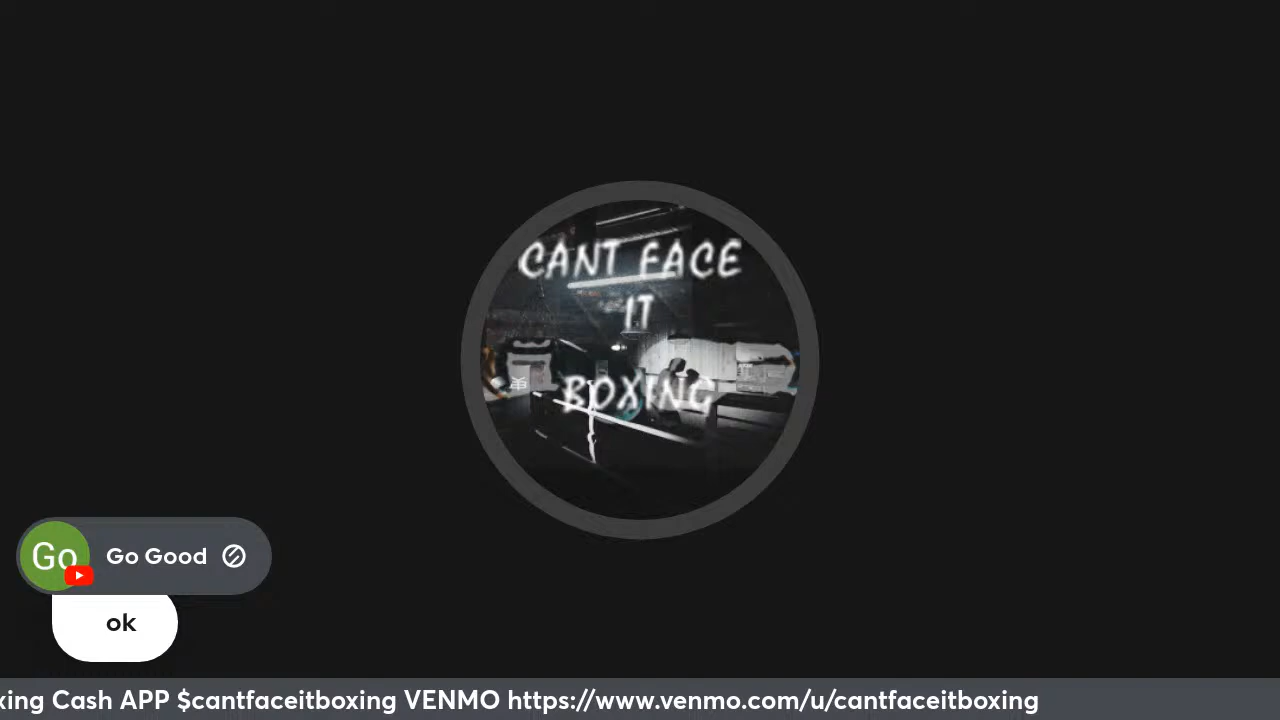 CANT FACE
IT
BOXING
Go
Go Good
ok
xing Cash APP $cantfaceitboxing VENMO https://www.venmo.com/u/cantfaceitboxing